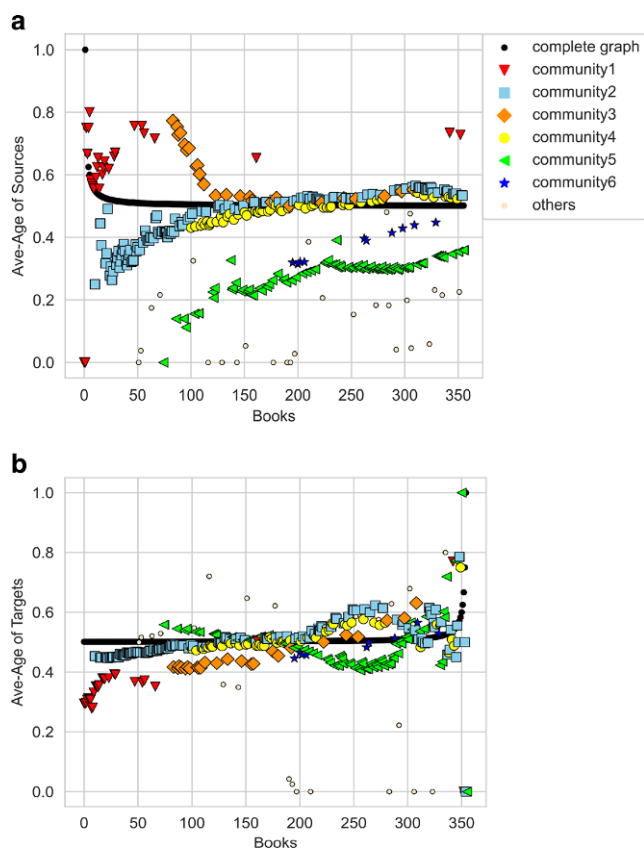 a
1.0
0.8
0.6
0.4
0.2
0.0
Ave-Age of Sources
0 50 100 150 200 250 300 350
Books
complete graph
community1
community2
community3
community4
community5
community6
others
b
1.0
0.8
0.6
0.4
0.2
0.0
Ave-Age of Targets
0 50 100 150 200 250 300 350
Books